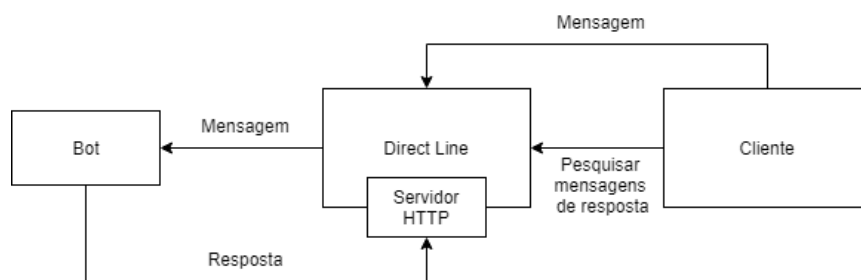 Mensagem
Mensagem
Bot
Direct Line
Cliente
Pesquisar
mensagens
de resposta
Servidor
HTTP
Resposta